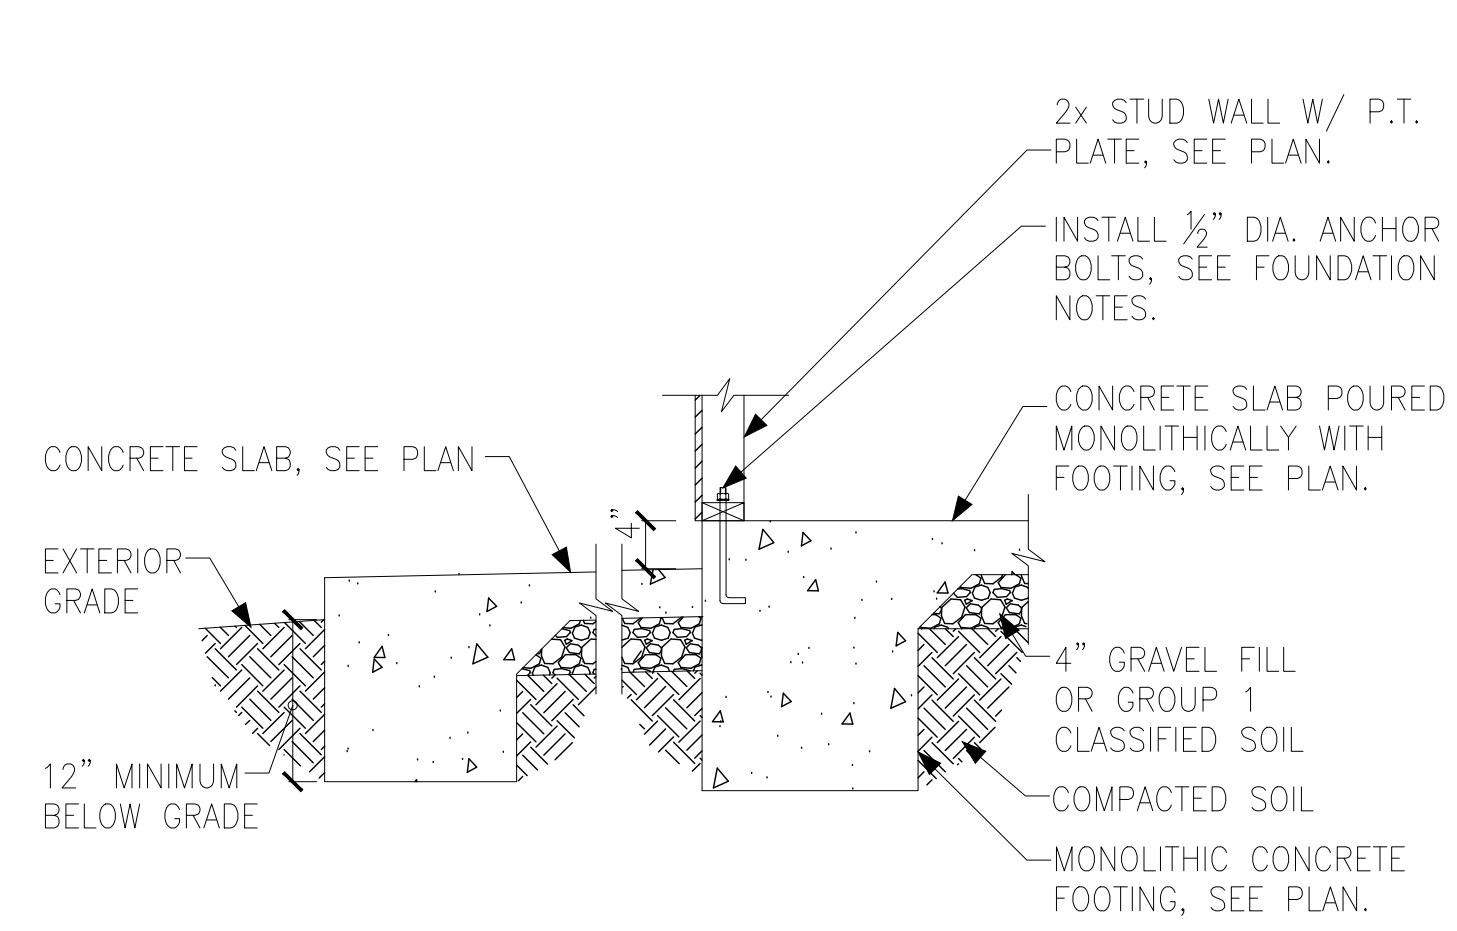 2x STUD WALL W/ P.T.
PLATE, SEE PLAN.
INSTALL ½" DIA. ANCHOR
BOLTS, SEE FOUNDATION
NOTES.
CONCRETE SLAB POURED
MONOLITHICALLY WITH
FOOTING, SEE PLAN.
CONCRETE SLAB, SEE PLAN
4"
EXTERIOR
GRADE
4" GRAVEL FILL
OR GROUP 1
CLASSIFIED SOIL
12" MINIMUM
BELOW GRADE
COMPACTED SOIL
MONOLITHIC CONCRETE
FOOTING, SEE PLAN.